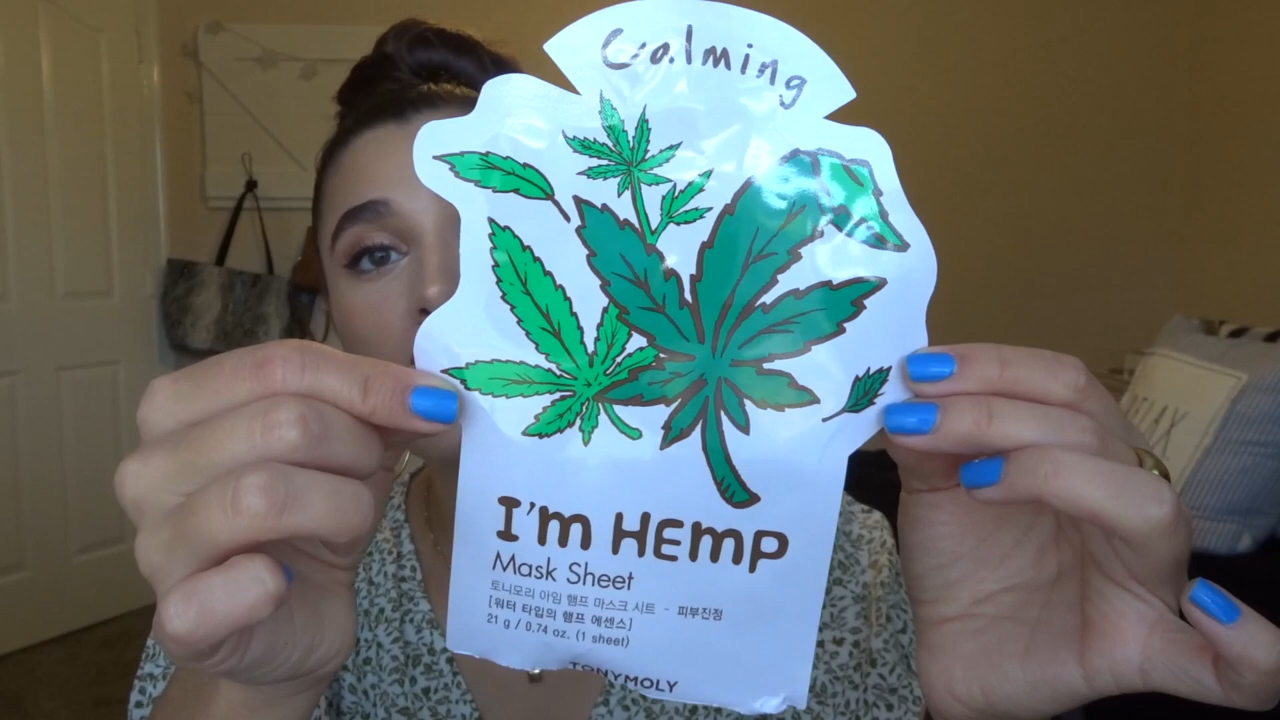 Calming
I'm HEMP
Mask Sheet
토니모리 아임 햄프 마스크 시트 - 피부진정
[워터 타입의 햄프 에센스]
21 g / 0.74 oz. (1 sheet)
TONYMOLY
RELAX